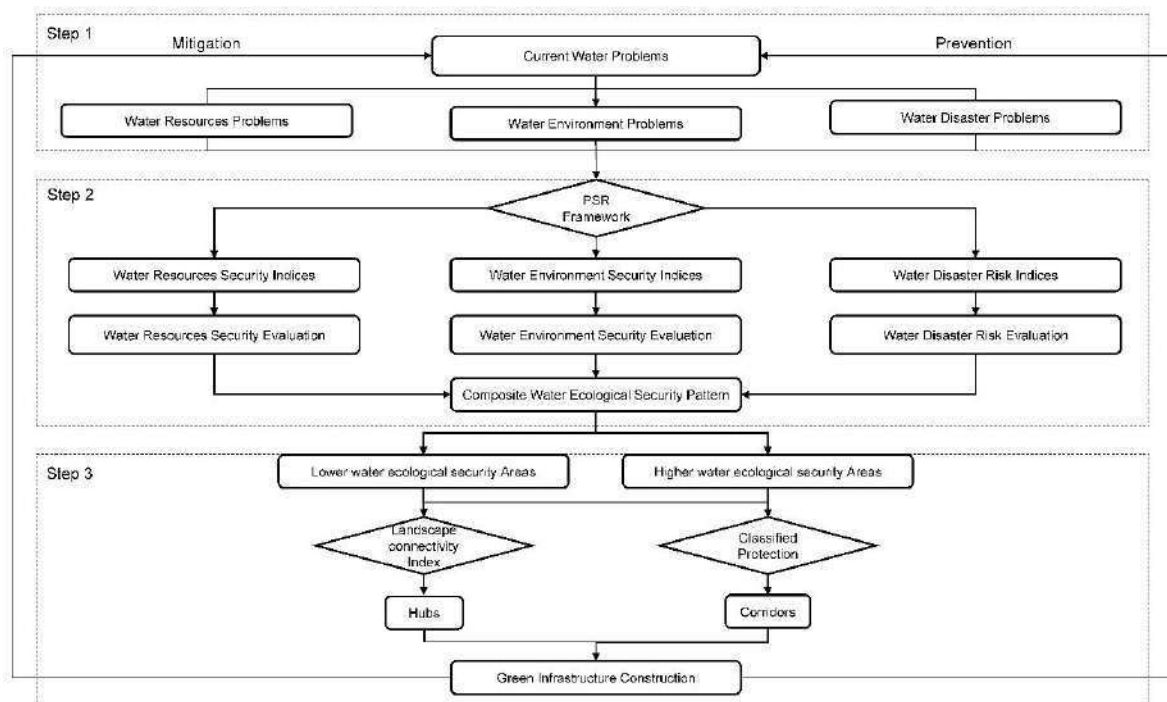 Step 1
Mitigation
Prevention
Current Water Problems
Water Resources Problems
Water Environment Problems
Water Disaster Problems
Step 2
PSR
Framework
Water Resources Security Indices
Water Environment Security Indices
Water Disaster Risk Indices
Water Resources Security Evaluation
Water Environment Security Evaluation
Water Disaster Risk Evaluation
Composite Water Ecological Security Pattern
Step 3
Lower water ecological security Areas
Higher water ecological security Areas
Landscape
connectivity
Index
Classified
Protection
Hubs
Corridors
Green Infrastructure Construction